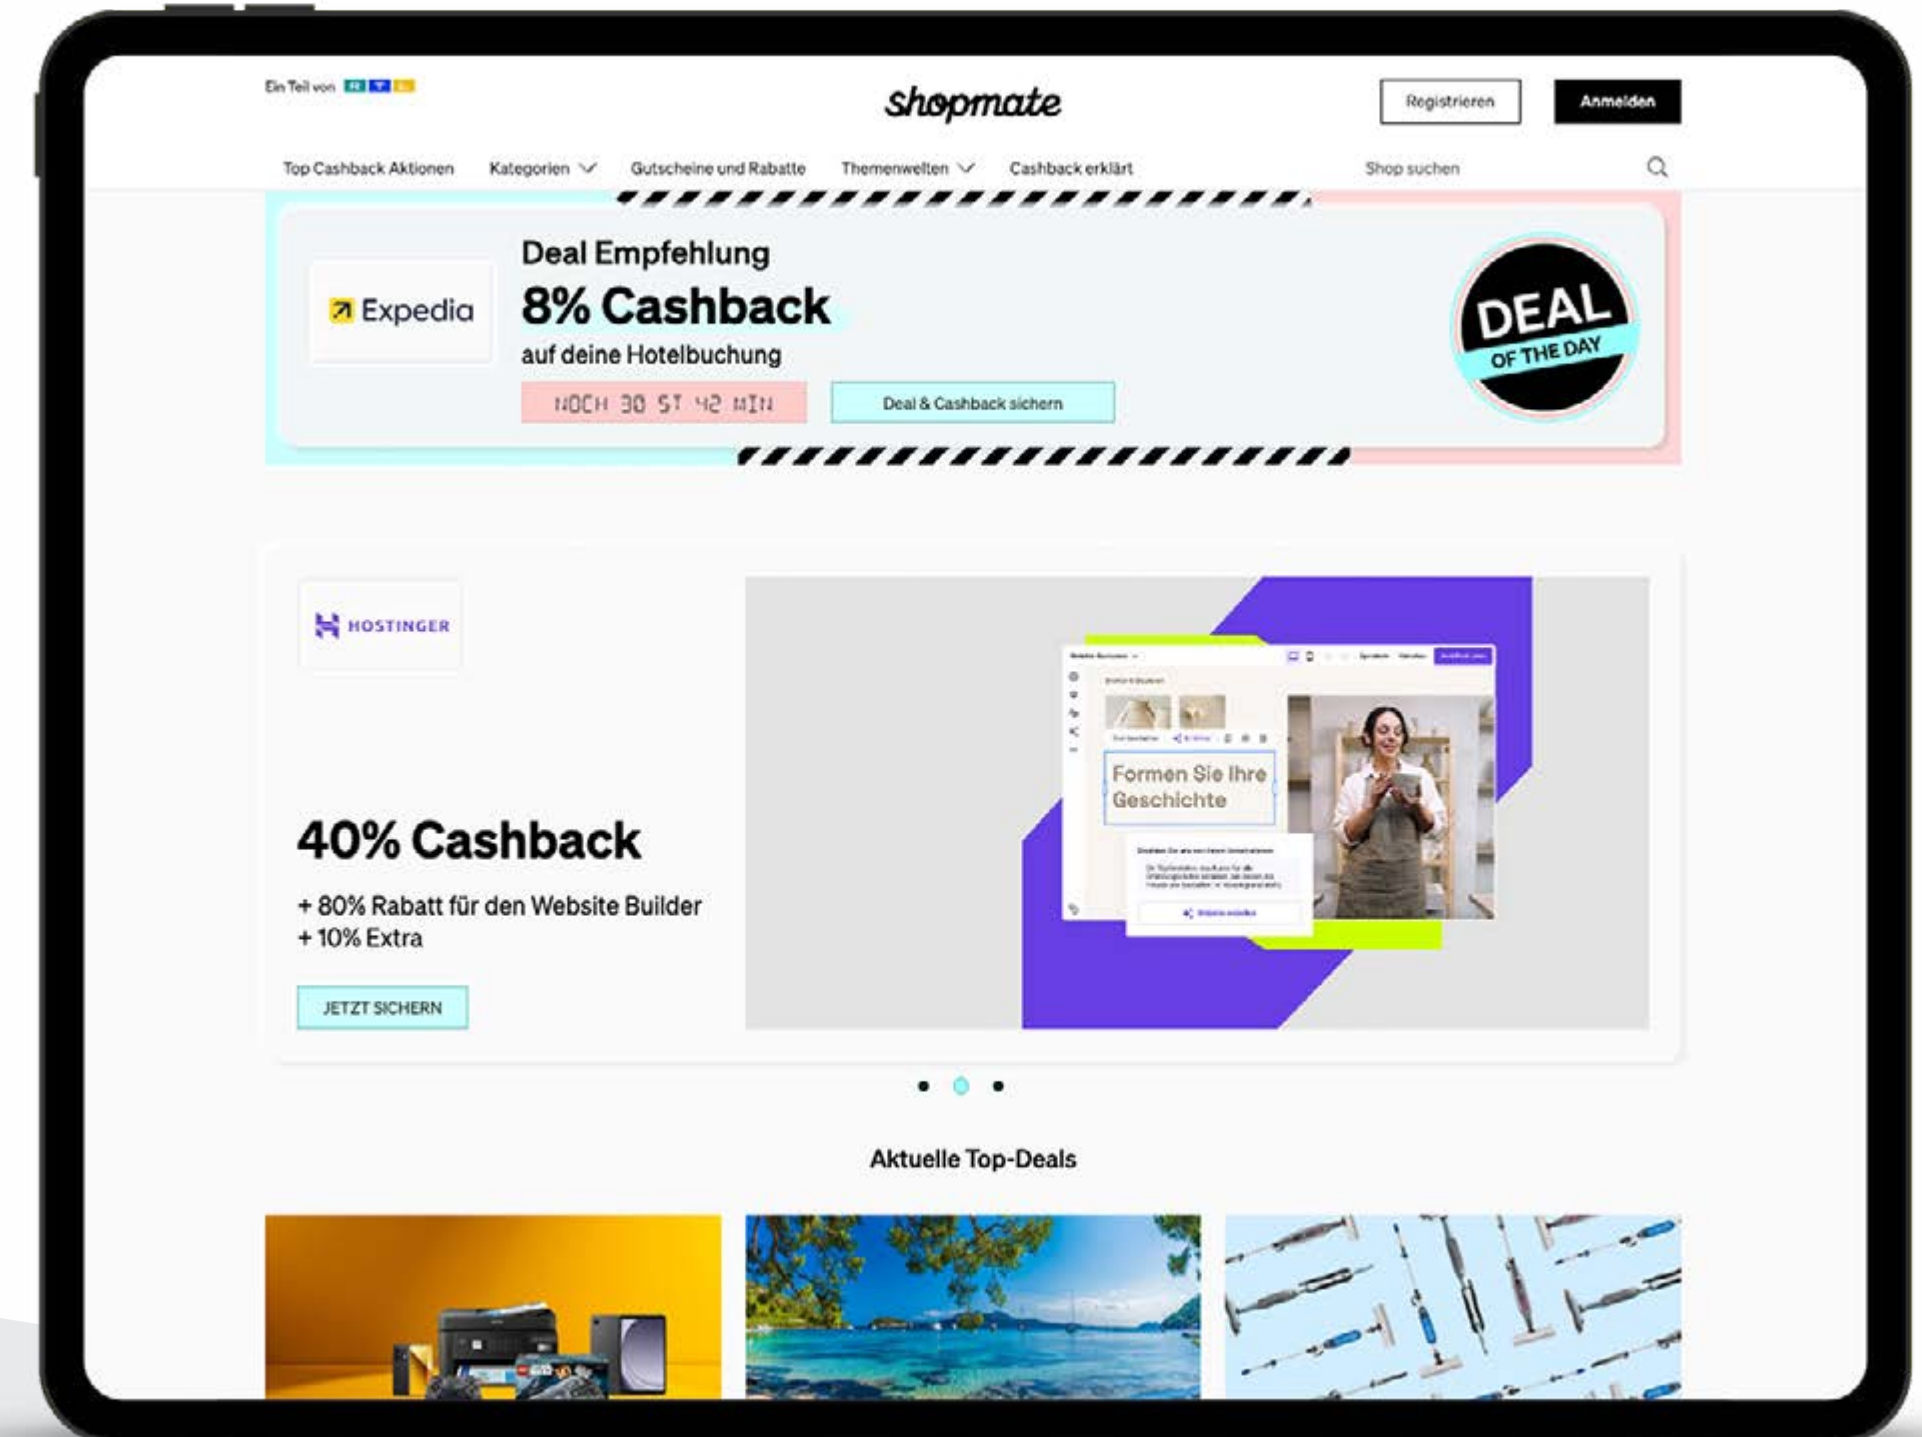 Ein Teil von RTL
shopmate
Registrieren
Anmelden
Top Cashback Aktionen
Kategorien
Gutscheine und Rabatte
Themenwelten
Cashback erklärt
Shop suchen
Expedia
Deal Empfehlung
8% Cashback
auf deine Hotelbuchung
NOCH 30 ST 42 MIN
Deal & Cashback sichern
DEAL
OF THE DAY
HOSTINGER
40% Cashback
+ 80% Rabatt für den Website Builder
+ 10% Extra
JETZT SICHERN
Formen Sie Ihre
Geschichte
Aktuelle Top-Deals